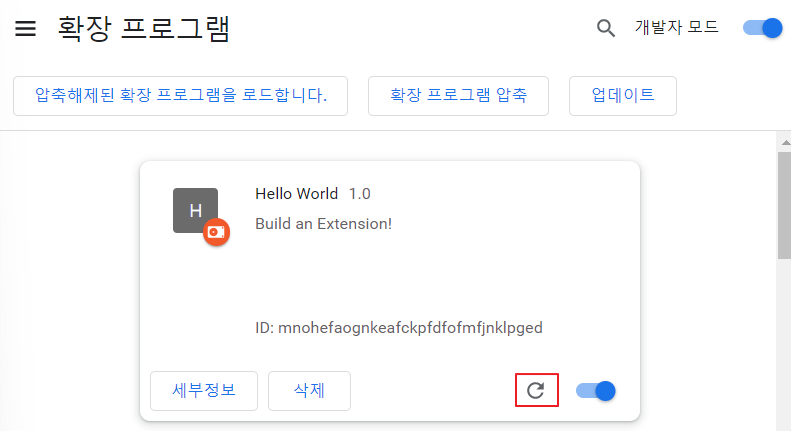 확장 프로그램
개발자 모드
압축해제된 확장 프로그램을 로드합니다.
확장 프로그램 압축
업데이트
H
Hello World 1.0
Build an Extension!
ID: mnohefaognkeafckpfdfofmfjnklpged
세부정보
삭제